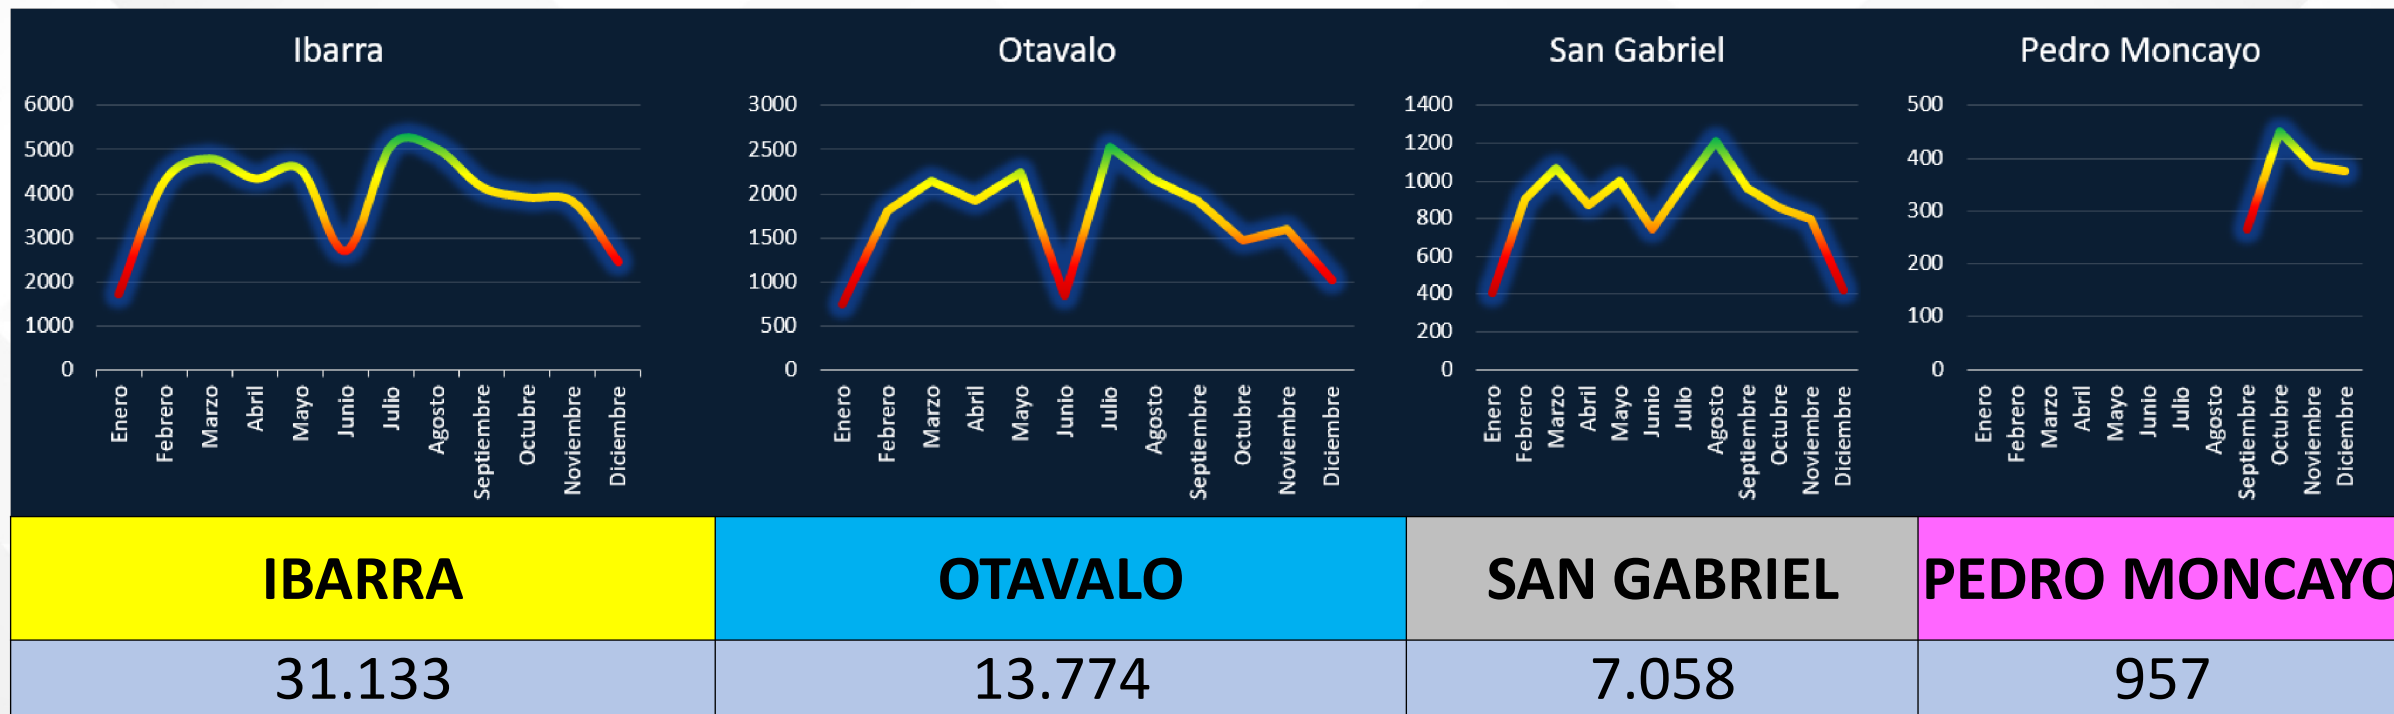 Ibarra
6000
5000
4000
3000
2000
1000
0
Enero
Febrero
Marzo
Abril
Mayo
Junio
Julio
Agosto
Septiembre
Octubre
Noviembre
Diciembre
Otavalo
3000
2500
2000
1500
1000
500
0
Enero
Febrero
Marzo
Abril
Mayo
Junio
Julio
Agosto
Septiembre
Octubre
Noviembre
Diciembre
San Gabriel
1400
1200
1000
800
600
400
200
0
Enero
Febrero
Marzo
Abril
Mayo
Junio
Julio
Agosto
Septiembre
Octubre
Noviembre
Diciembre
Pedro Moncayo
500
400
300
200
100
0
Enero
Febrero
Marzo
Abril
Mayo
Junio
Julio
Agosto
Septiembre
Octubre
Noviembre
Diciembre
IBARRA
OTAVALO
SAN GABRIEL
PEDRO MONCAYO
31.133
13.774
7.058
957